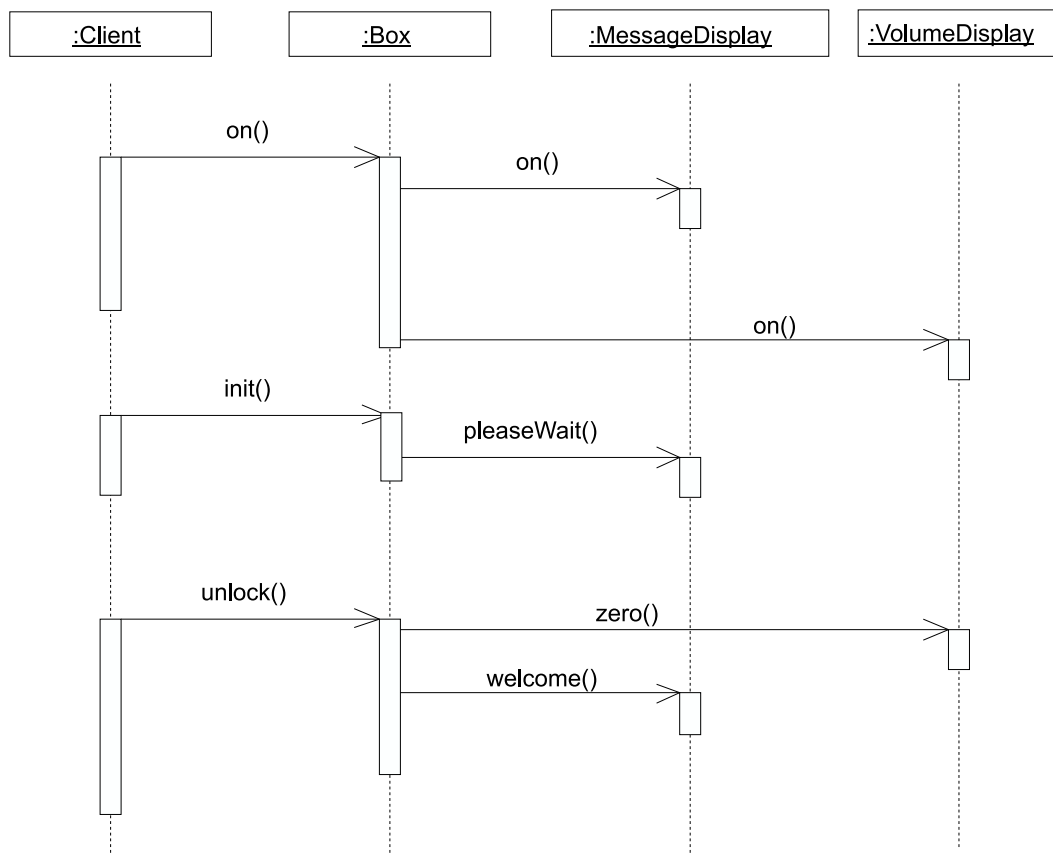 :Client
:Box
:MessageDisplay
:VolumeDisplay
on()
on()
on()
init()
pleaseWait()
unlock()
zero()
welcome()